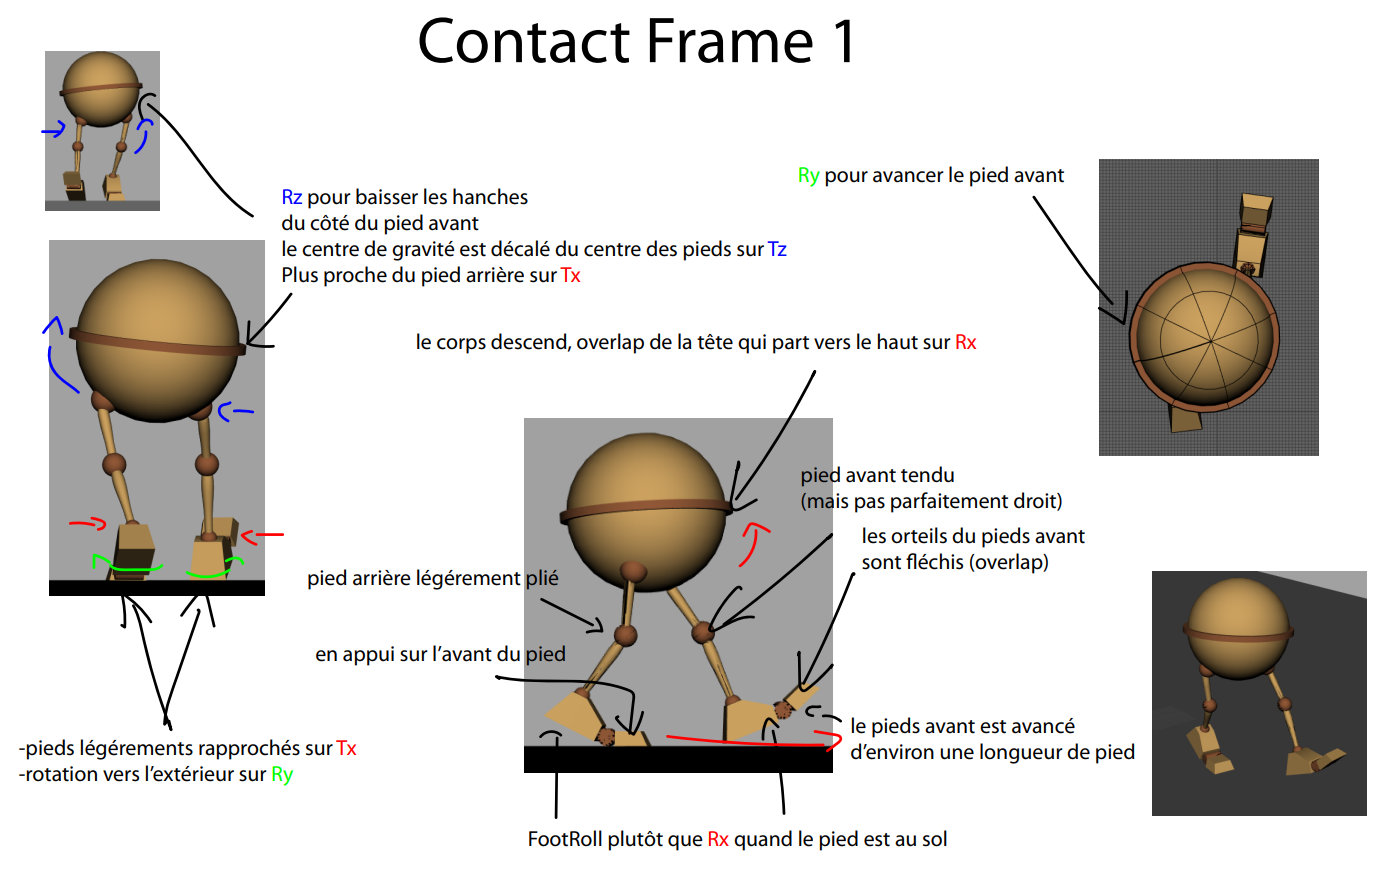 Contact Frame 1
Rz pour baisser les hanches
du côté du pied avant
le centre de gravité est décalé du centre des pieds sur Tz
Plus proche du pied arrière sur Tx
Ry pour avancer le pied avant
le corps descend, overlap de la tête qui part vers le haut sur Rx
pied avant tendu
(mais pas parfaitement droit)
les orteils du pieds avant
sont fléchis (overlap)
pied arrière légérement plié
en appui sur l'avant du pied
le pieds avant est avancé
d'environ une longueur de pied
-pieds légérements rapprochés sur Tx
-rotation vers l'extérieur sur Ry
FootRoll plutôt que Rx quand le pied est au sol